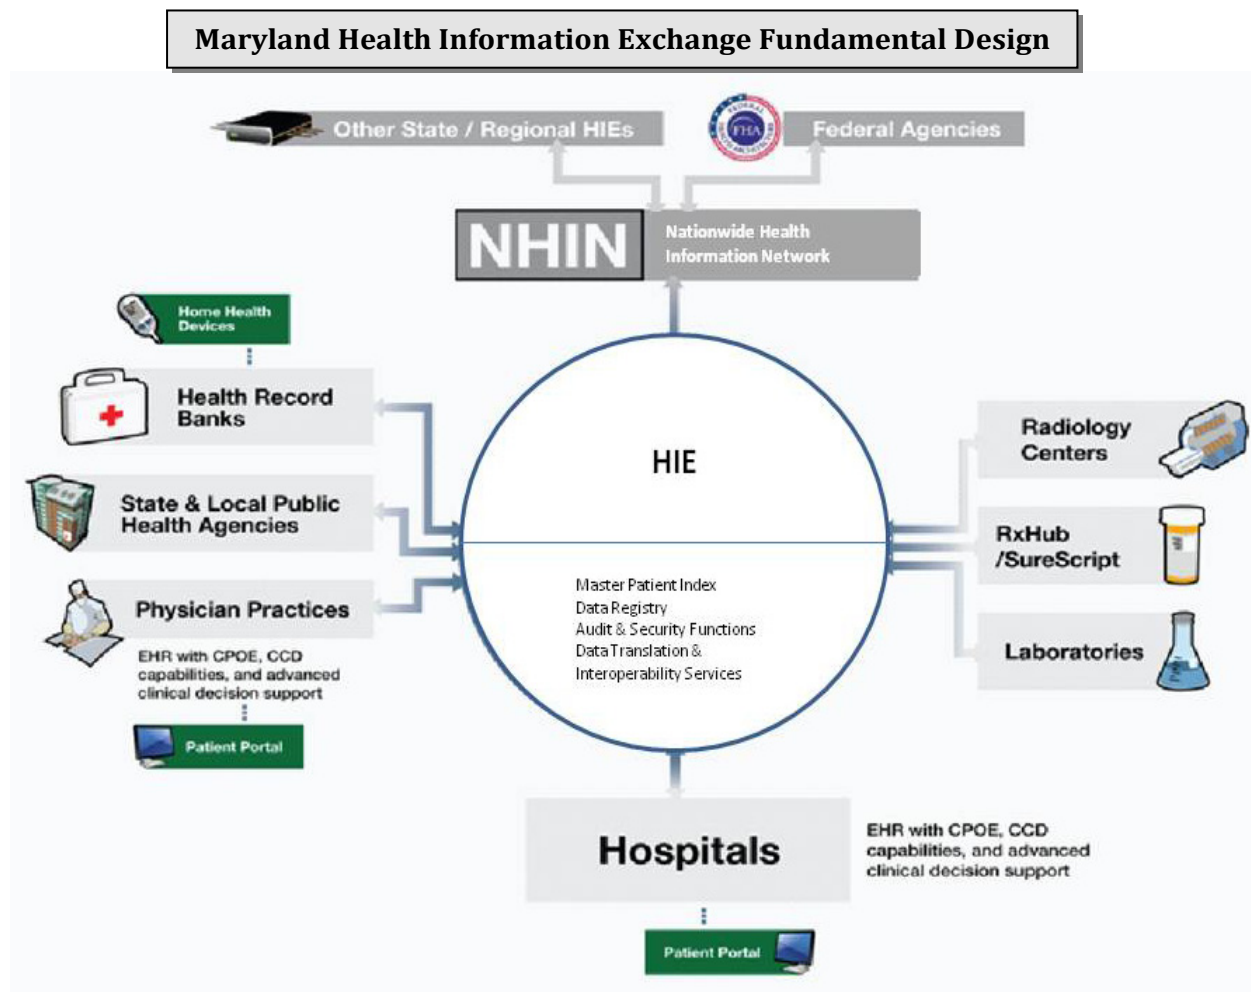 Maryland Health Information Exchange Fundamental Design
Other State / Regional HIEs
FEDERAL
FHA
HEALTH ARCHITECTURE
Federal Agencies
NHIN
Nationwide Health
Information Network
Home Health
Devices
Health Record
Banks
State & Local Public
Health Agencies
Physician Practices
EHR with CPOE, CCD
capabilities, and advanced
clinical decision support
Patient Portal
HIE
Master Patient Index
Data Registry
Audit & Security Functions
Data Translation &
Interoperability Services
Radiology
Centers
RxHub
/SureScript
Laboratories
Hospitals
EHR with CPOE, CCD
capabilities, and advanced
clinical decision support
Patient Portal